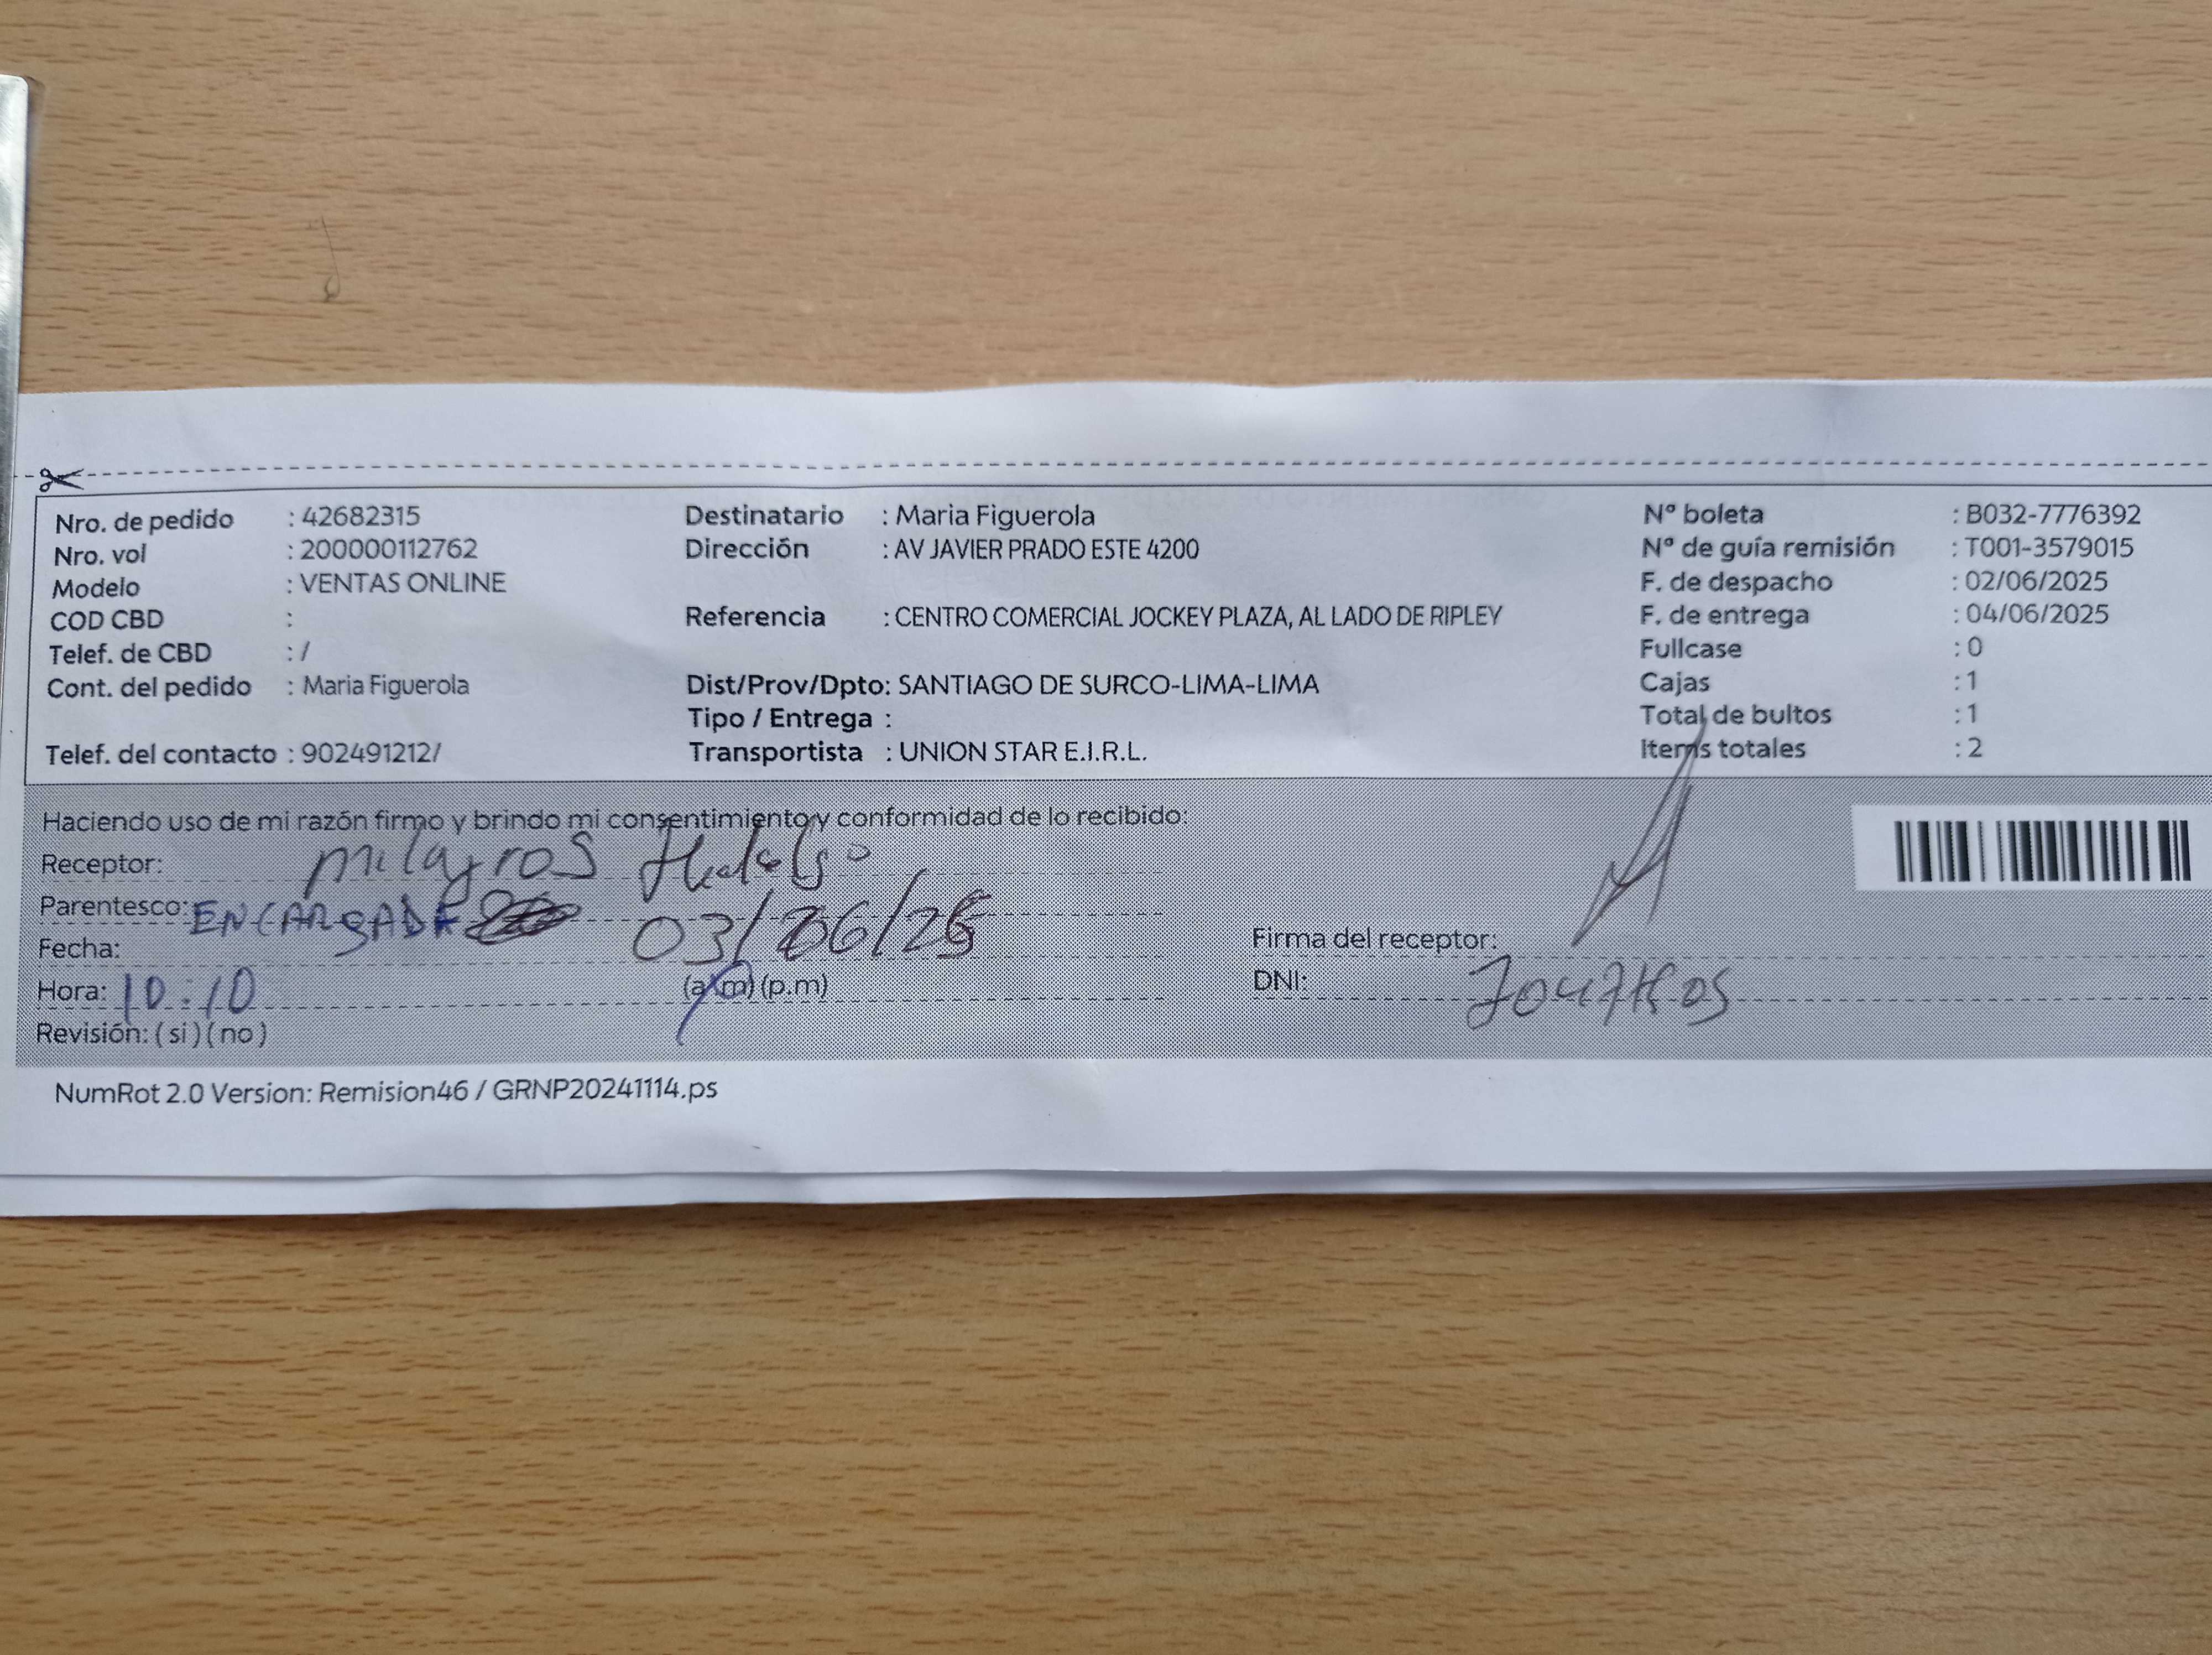 Nro. de pedido : 42682315
Nro. vol : 200000112762
Modelo : VENTAS ONLINE
COD CBD :
Telef. de CBD : /
Cont. del pedido : Maria Figuerola
Telef. del contacto : 902491212/
Destinatario : Maria Figuerola
Dirección : AV JAVIER PRADO ESTE 4200
Referencia : CENTRO COMERCIAL JOCKEY PLAZA, AL LADO DE RIPLEY
Dist/Prov/Dpto: SANTIAGO DE SURCO-LIMA-LIMA
Tipo / Entrega :
Transportista : UNION STAR E.I.R.L.
Nº boleta : B032-7776392
Nº de guía remisión : T001-3579015
F. de despacho : 02/06/2025
F. de entrega : 04/06/2025
Fullcase : 0
Cajas : 1
Total de bultos : 1
Items totales : 2
Haciendo uso de mi razón firmo y brindo mi consentimiento y conformidad de lo recibido:
Receptor: milagros
Parentesco: ENCARGADA
Fecha: 03/06/25
Hora: 10:10 (a.m) (p.m)
Revisión: ( si ) ( no )
Firma del receptor:
DNI:
NumRot 2.0 Version: Remision46 / GRNP20241114.ps